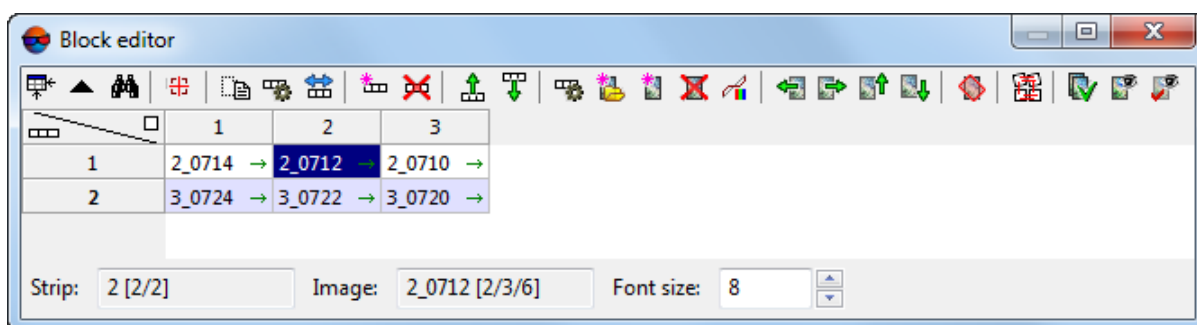 Block editor
1 2 3
1 2_0714 → 2_0712 → 2_0710 →
2 3_0724 → 3_0722 → 3_0720 →
Strip: 2 [2/2] Image: 2_0712 [2/3/6] Font size: 8